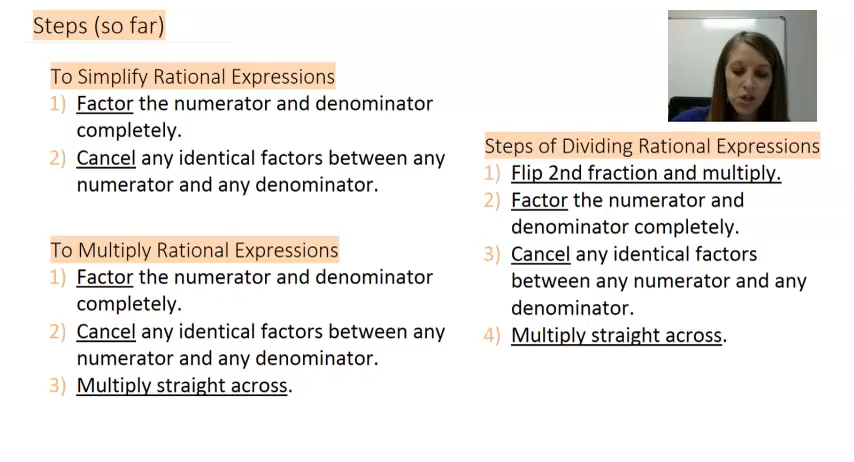 Steps (so far)
To Simplify Rational Expressions
1) Factor the numerator and denominator
completely.
2) Cancel any identical factors between any
numerator and any denominator.
To Multiply Rational Expressions
1) Factor the numerator and denominator
completely.
2) Cancel any identical factors between any
numerator and any denominator.
3) Multiply straight across.
Steps of Dividing Rational Expressions
1) Flip 2nd fraction and multiply.
2) Factor the numerator and
denominator completely.
3) Cancel any identical factors
between any numerator and any
denominator.
4) Multiply straight across.